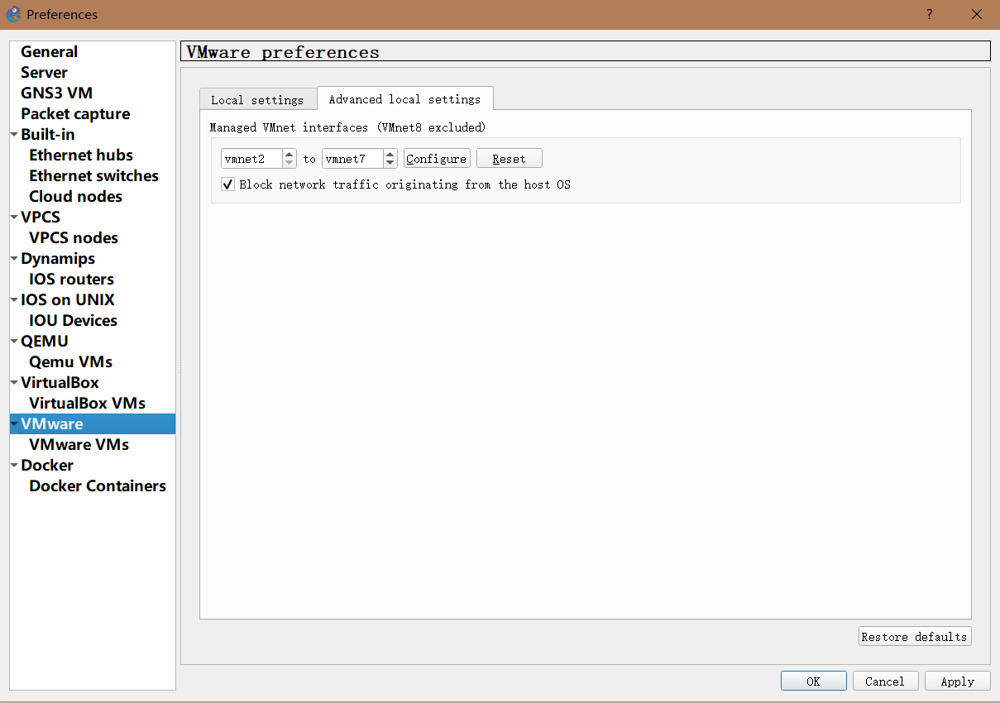 Preferences
?
General
Server
GNS3 VM
Packet capture
Built-in
Ethernet hubs
Ethernet switches
Cloud nodes
VPCS
VPCS nodes
Dynamips
IOS routers
IOS on UNIX
IOU Devices
QEMU
Qemu VMs
VirtualBox
VirtualBox VMs
VMware
VMware VMs
Docker
Docker Containers
VMware preferences
Local settings Advanced local settings
Managed VMnet interfaces (VMnet8 excluded)
vmnet2 to vmnet7 Configure Reset
Block network traffic originating from the host OS
Restore defaults
OK Cancel Apply